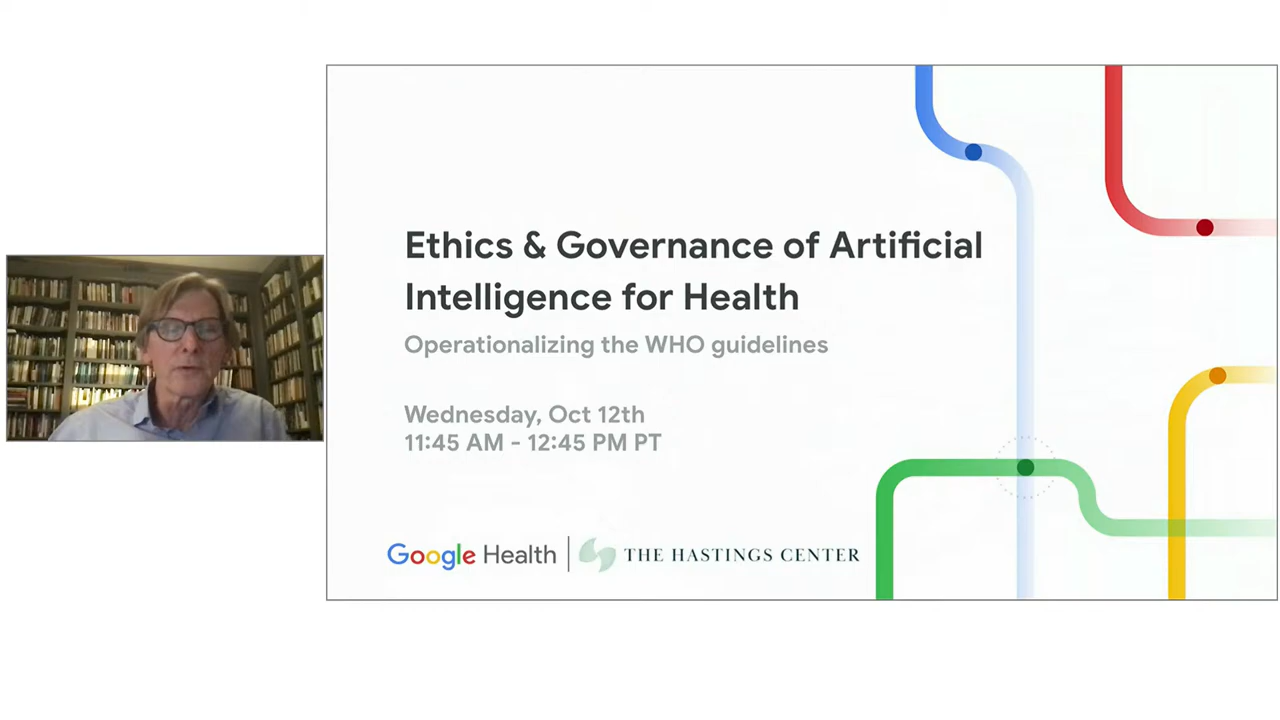 Ethics & Governance of Artificial
Intelligence for Health
Operationalizing the WHO guidelines
Wednesday, Oct 12th
11:45 AM - 12:45 PM PT
Google Health
THE HASTINGS CENTER